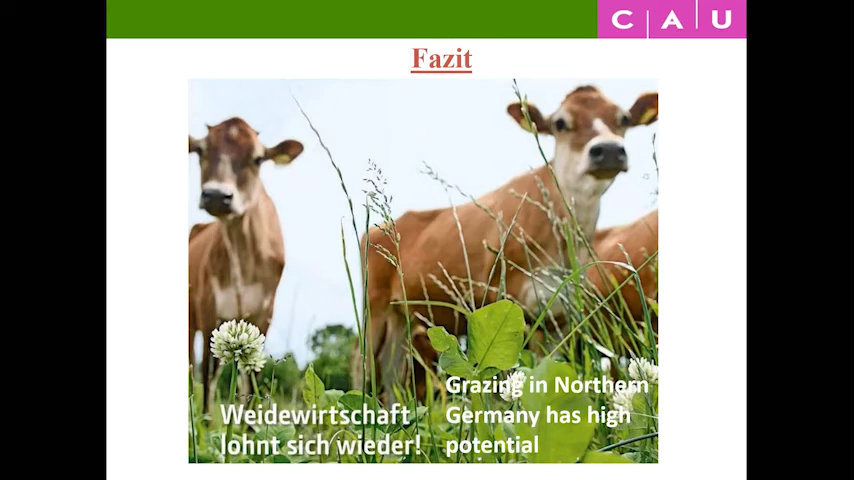 C A U
Fazit
Weidewirtschaft
lohnt sich wieder!
Grazing in Northern
Germany has high
potential